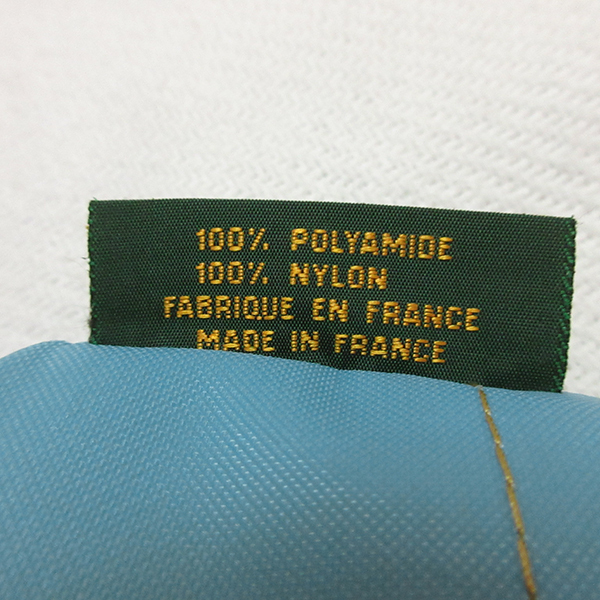 100% POLYAMIDE
100% NYLON
FABRIQUE EN FRANCE
MADE IN FRANCE